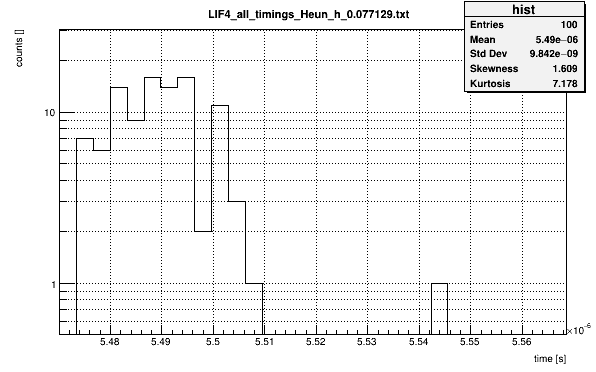 LIF4_all_timings_Heun_h_0.077129.txt
hist
Entries 100
Mean 5.49e−06
Std Dev 9.842e−09
Skewness 1.609
Kurtosis 7.178
counts []
10
1
5.48 5.49 5.5 5.51 5.52 5.53 5.54 5.55 5.56
×10−6
time [s]